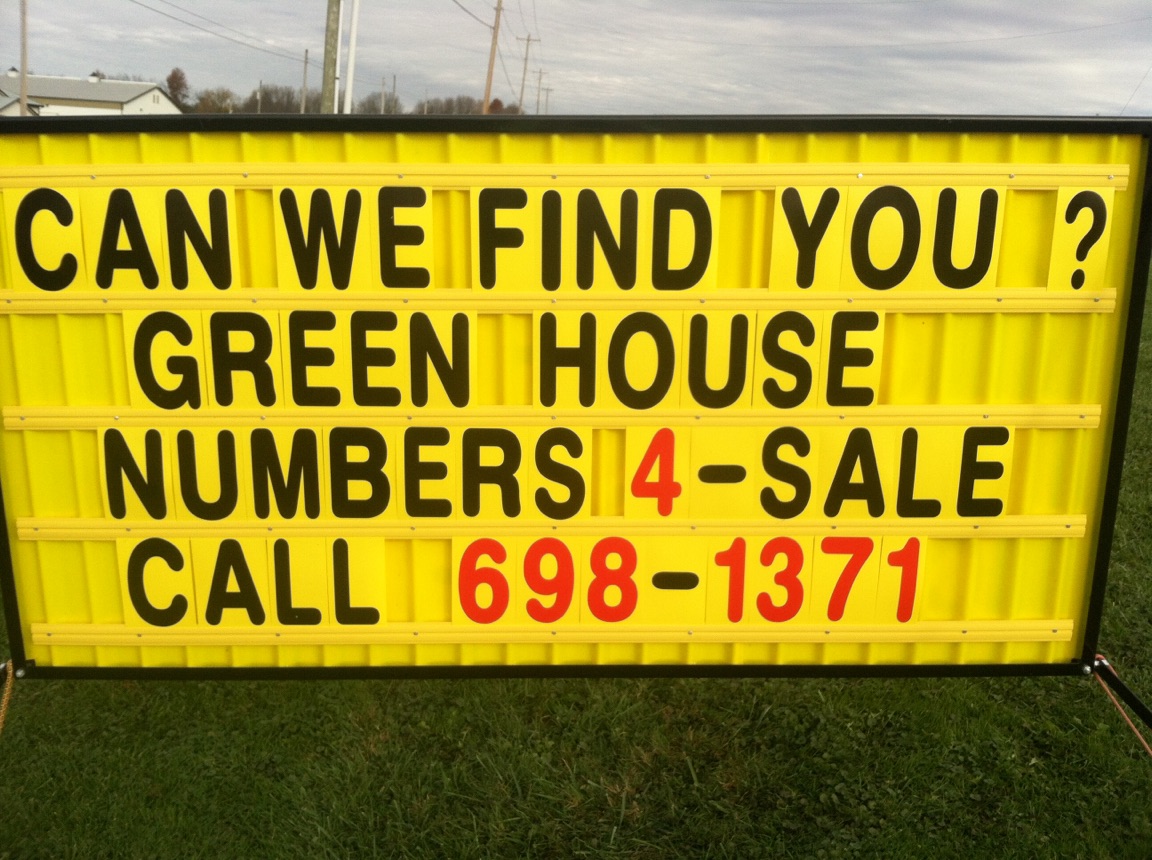 CAN WE FIND YOU ?
GREEN HOUSE
NUMBERS 4-SALE
CALL 698-1371